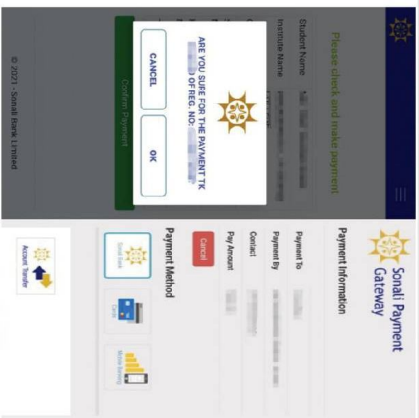 Please check and make payment
Student Name
Institute Name
ARE YOU SURE FOR THE PAYMENT TK
OF REG. NO:
CANCEL
OK
Confirm Payment
© 2021 - Sonali Bank Limited
Sonali Payment
Gateway
Payment Information
Payment To
Payment By
Contact
Pay Amount
Cancel
Payment Method
Sonali Bank
Cards
Mobile Banking
Account Transfer